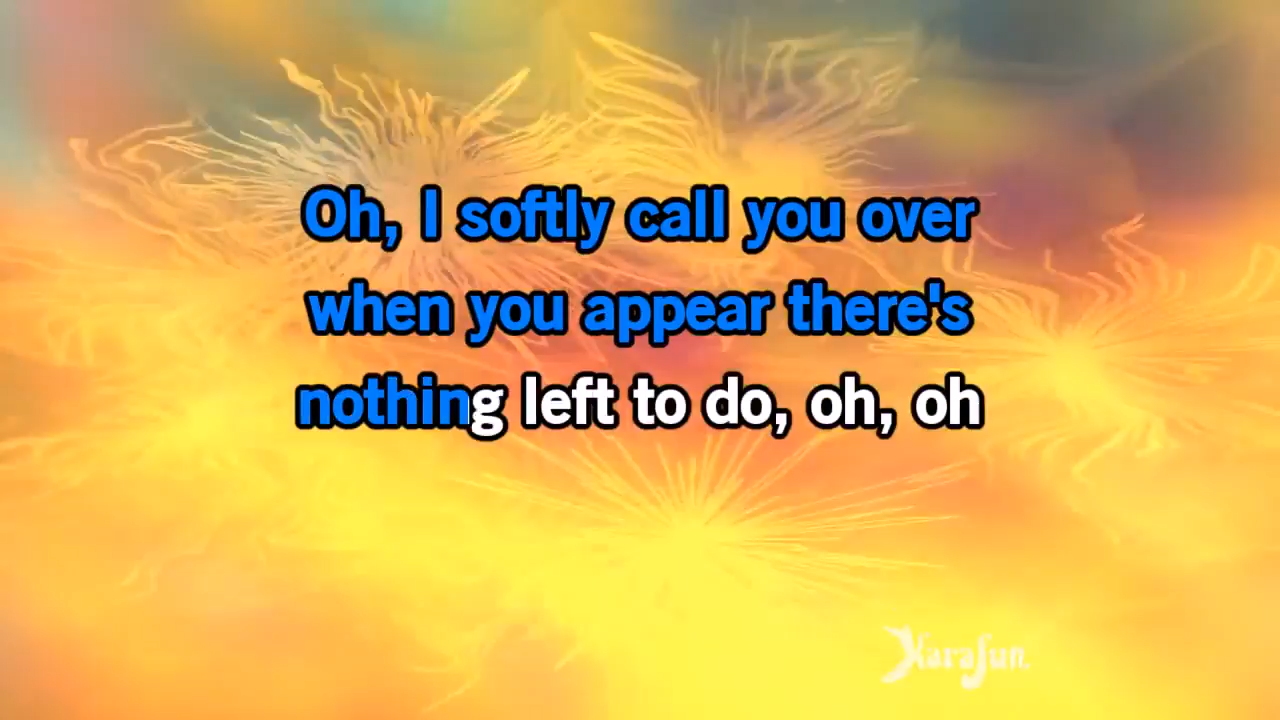 Oh, I softly call you over
when you appear there's
nothing left to do, oh, oh
KaraFun